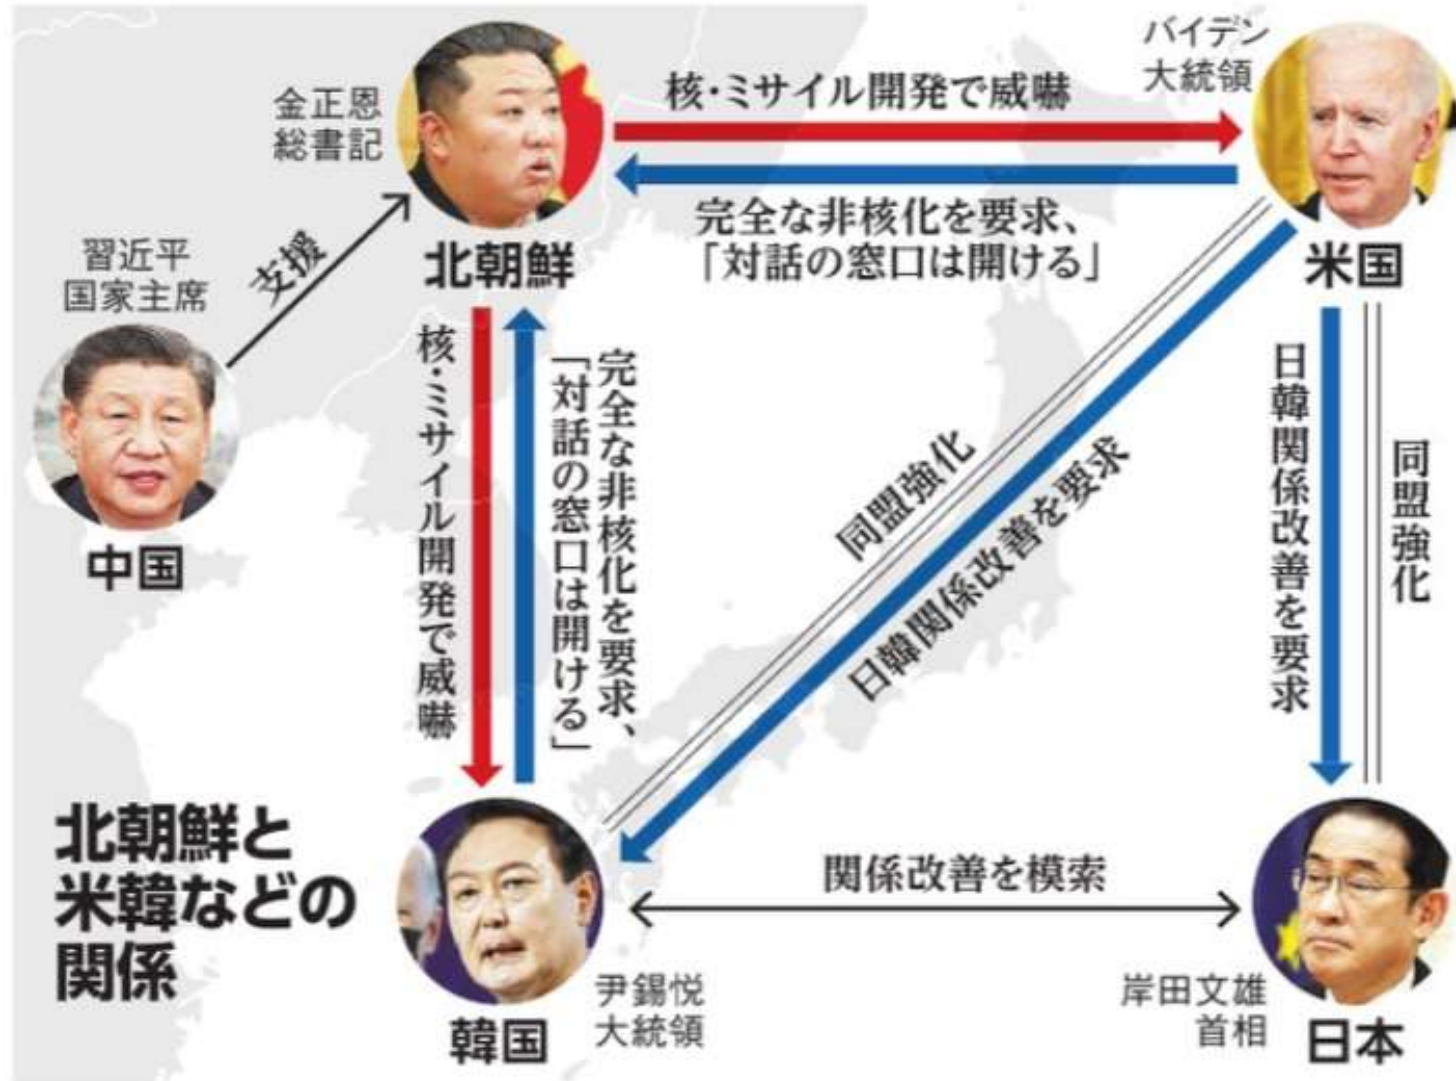 バイデン
大統領
金正恩
総書記
核・ミサイル開発で威嚇
完全な非核化を要求、
「対話の窓口は開ける」
北朝鮮
米国
習近平
国家主席
支援
中国
核・ミサイル開発で威嚇
完全な非核化を要求、
「対話の窓口は開ける」
同盟強化
日韓関係改善を要求
日韓関係改善を要求
同盟強化
北朝鮮と
米韓などの
関係
関係改善を模索
尹錫悦
大統領
韓国
岸田文雄
首相
日本